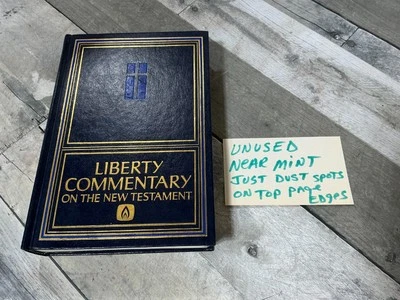 LIBERTY
COMMENTARY
ON THE NEW TESTAMENT
UNUSED
NEAR MINT
JUST DUST SPOTS
ON TOP PAGE
EDGES